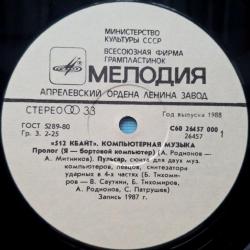 МИНИСТЕРСТВО
КУЛЬТУРЫ СССР
ВСЕСОЮЗНАЯ ФИРМА
ГРАМПЛАСТИНОК
МЕЛОДИЯ
АПРЕЛЕВСКИЙ ОРДЕНА ЛЕНИНА ЗАВОД
СТЕРЕО 33
Год выпуска 1988
ГОСТ 5289-80
Гр. 3. 2-25
С60 26457 000
26457 1
«512 КБАЙТ». КОМПЬЮТЕРНАЯ МУЗЫКА
Пролог (Я — бортовой компьютер) (А. Родионов —
А. Митников). Пульсар, сюита для двух муз.
компьютеров, певцов, синтезатора
ударных в 4-х частях (Б. Тихоми-
ров — В. Сауткин, Б. Тихомиров,
А. Родионов, С. Патрушев)
Запись 1987 г.